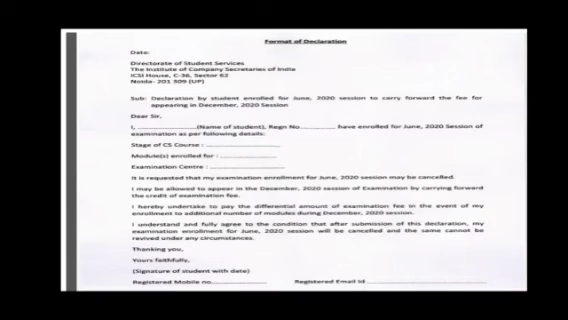 Format of Declaration
Date:
Directorate of Student Services
The Institute of Company Secretaries of India
ICSI House, C-36, Sector 62
Noida- 201 309 (UP)
Sub: Declaration by student enrolled for June, 2020 session to carry forward the fee for
appearing in December, 2020 Session
Dear Sir,
I, ..............................(Name of student), Regn No.................. have enrolled for June, 2020 Session of
examination as per following details:
Stage of CS Course : ......................................
Module(s) enrolled for : .............................
Examination Centre : ......................................
It is requested that my examination enrollment for June, 2020 session may be cancelled.
I may be allowed to appear in the December, 2020 session of Examination by carrying forward
the credit of examination fee.
I hereby undertake to pay the differential amount of examination fee in the event of my
enrollment to additional number of modules during December, 2020 session.
I understand and fully agree to the condition that after submission of this declaration, my
examination enrollment for June, 2020 session will be cancelled and the same cannot be
revived under any circumstances.
Thanking you,
Yours faithfully,
(Signature of student with date)
Registered Mobile no........................ Registered Email Id ..................................................